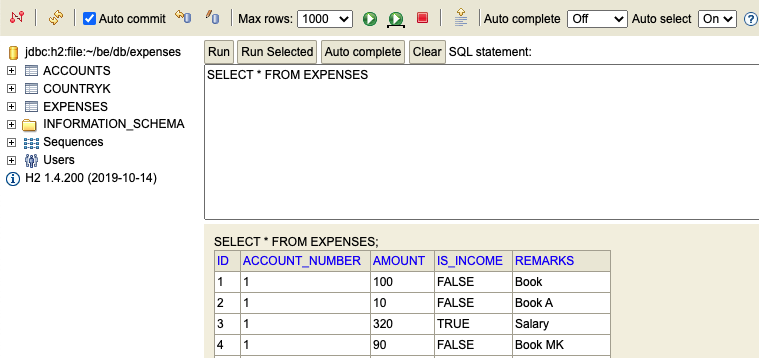 Auto commit Max rows: 1000 Auto complete Off Auto select On
jdbc:h2:file:~/be/db/expenses
ACCOUNTS
COUNTRYK
EXPENSES
INFORMATION_SCHEMA
Sequences
Users
H2 1.4.200 (2019-10-14)
Run Run Selected Auto complete Clear SQL statement:
SELECT * FROM EXPENSES
SELECT * FROM EXPENSES;
ID ACCOUNT_NUMBER AMOUNT IS_INCOME REMARKS
1 1 100 FALSE Book
2 1 10 FALSE Book A
3 1 320 TRUE Salary
4 1 90 FALSE Book MK